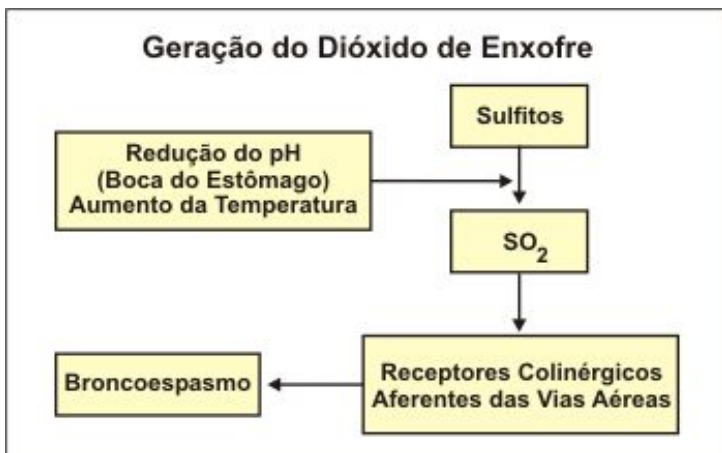 Geração do Dióxido de Enxofre
Sulfitos
Redução do pH
(Boca do Estômago)
Aumento da Temperatura
SO2
Receptores Colinérgicos
Aferentes das Vias Aéreas
Broncoespasmo